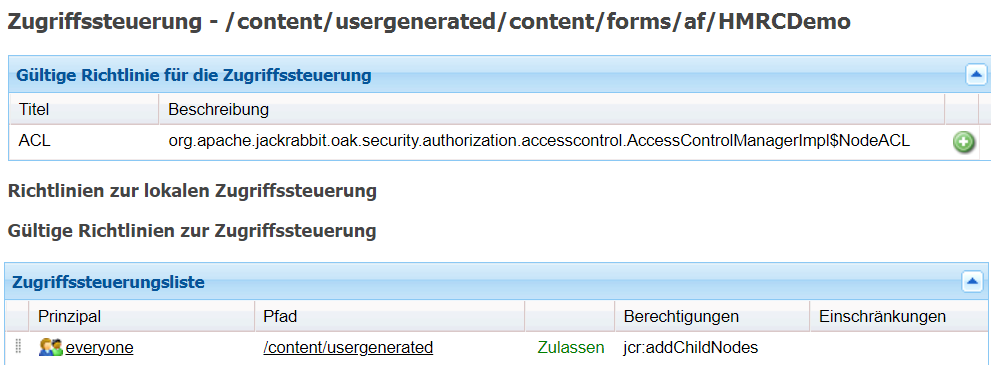 Zugriffssteuerung - /content/usergenerated/content/forms/af/HMRCDemo
Gültige Richtlinie für die Zugriffssteuerung
Titel Beschreibung
ACL org.apache.jackrabbit.oak.security.authorization.accesscontrol.AccessControlManagerImpl$NodeACL
Richtlinien zur lokalen Zugriffssteuerung
Gültige Richtlinien zur Zugriffssteuerung
Zugriffssteuerungsliste
Prinzipal Pfad Berechtigungen Einschränkungen
everyone /content/usergenerated Zulassen jcr:addChildNodes